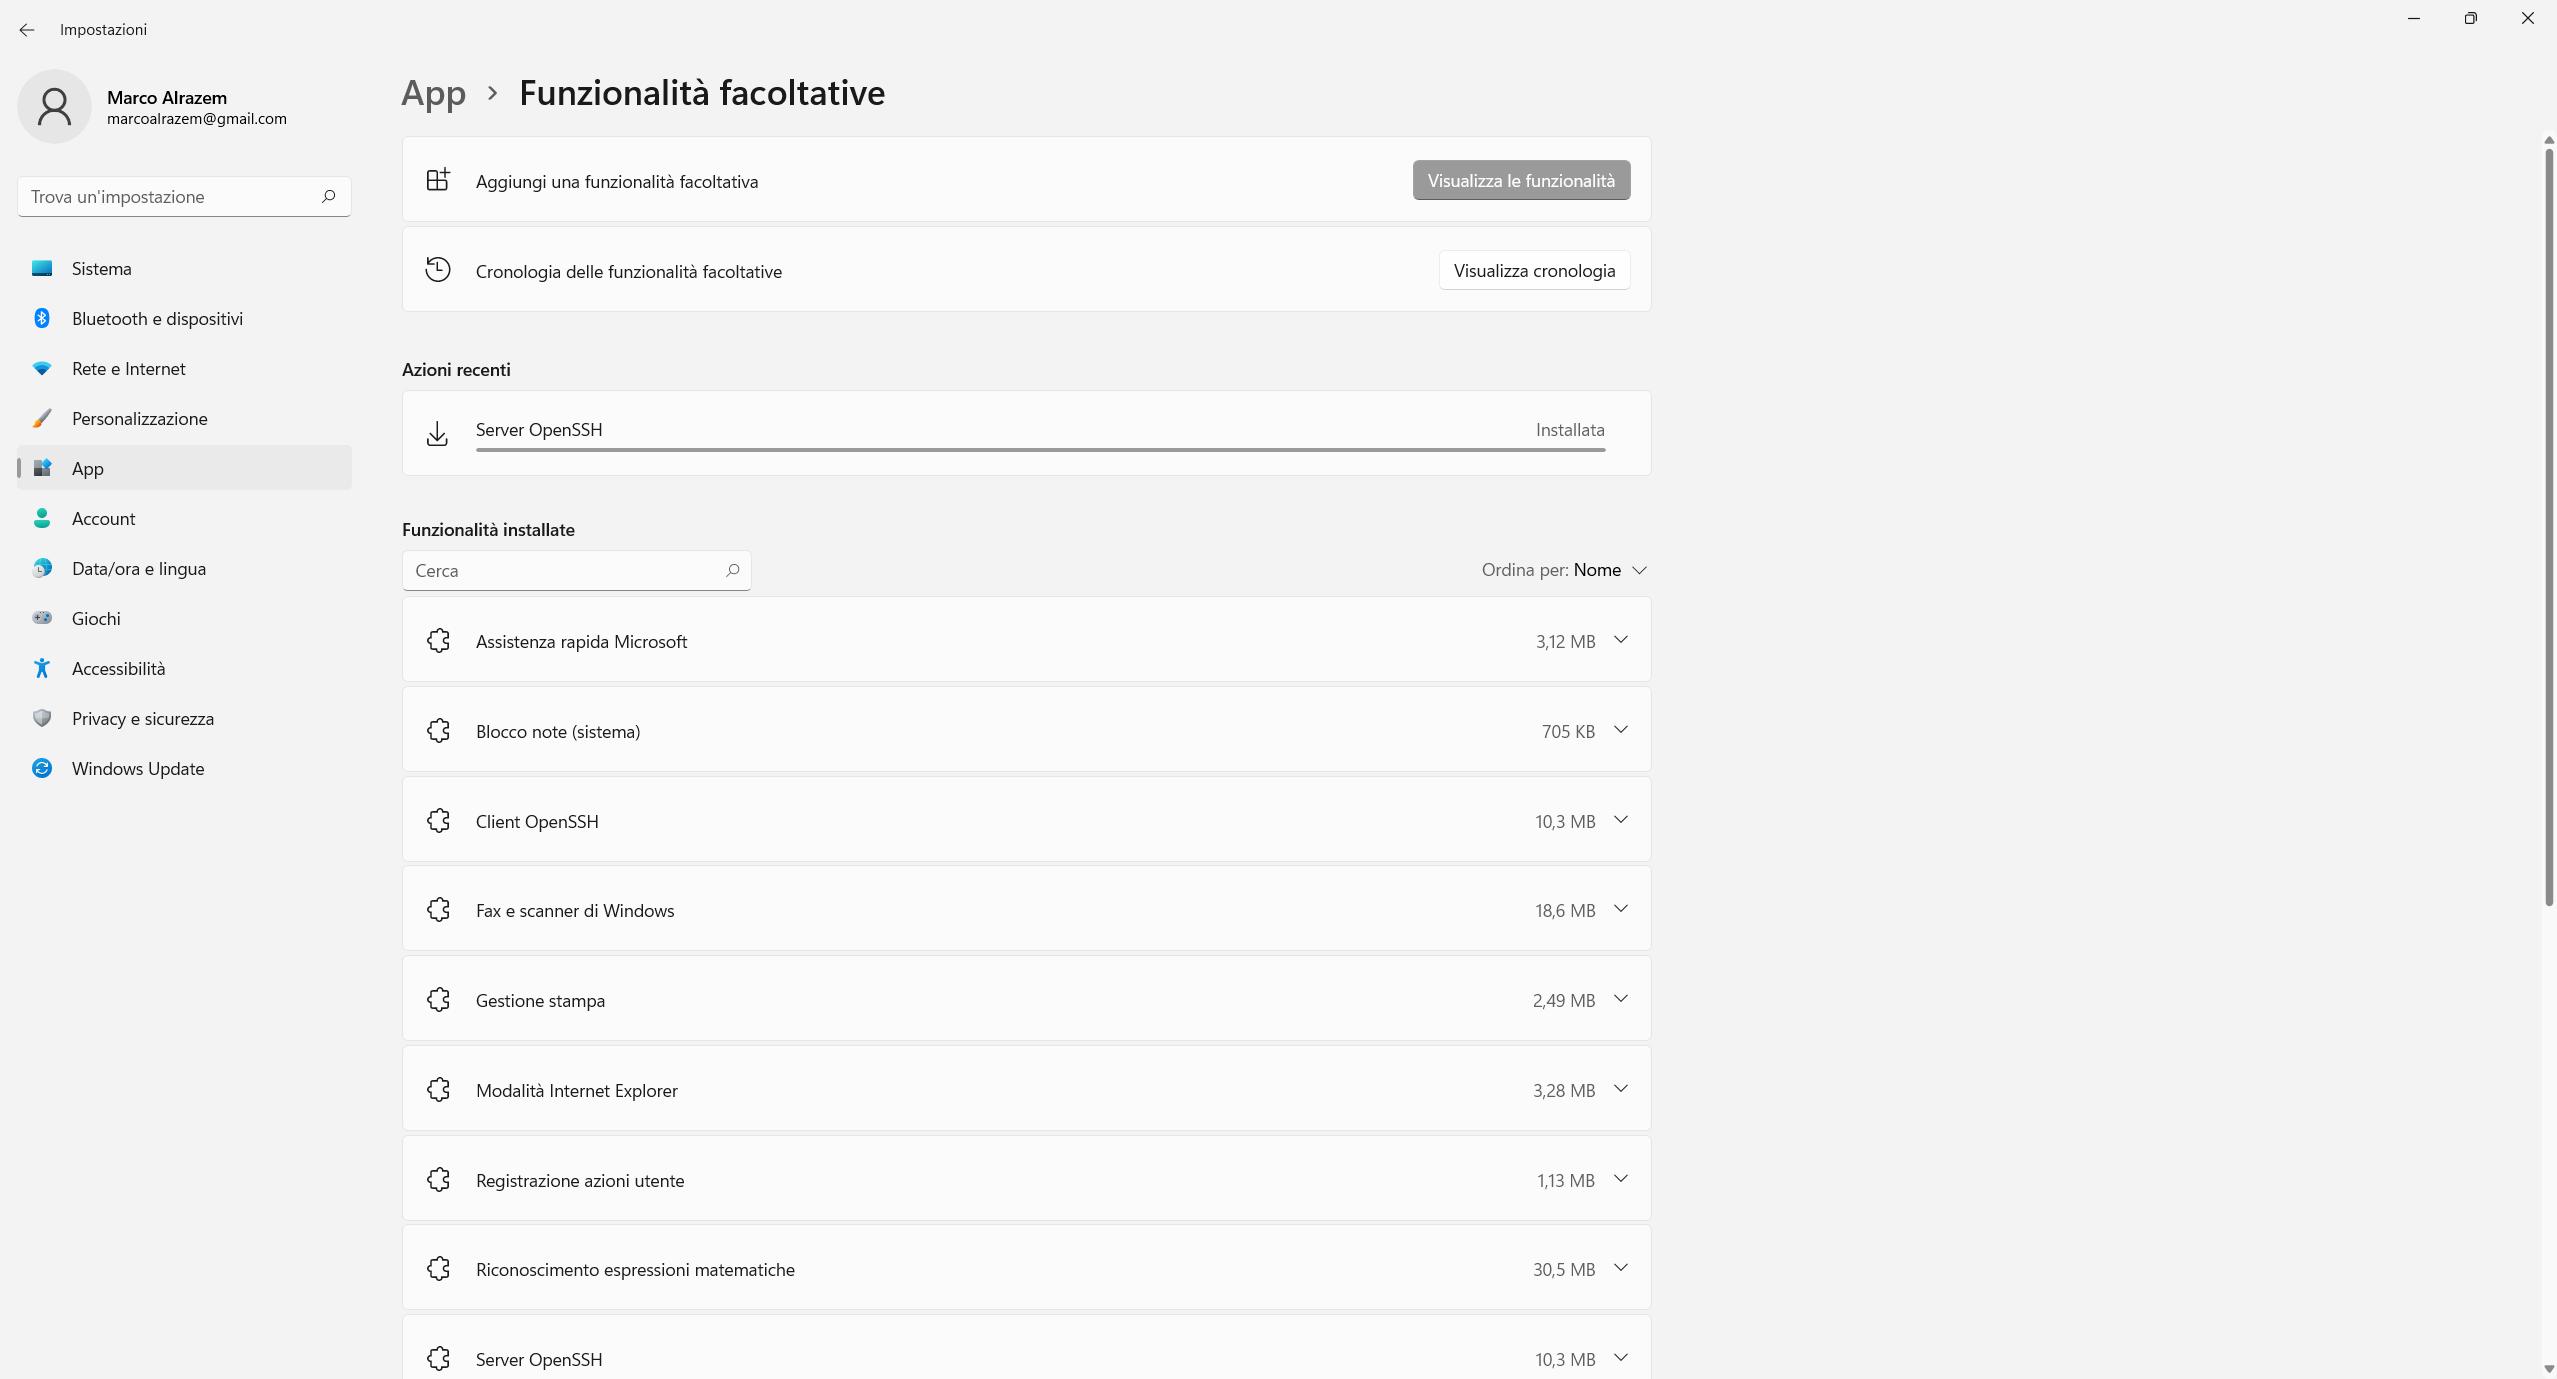 Impostazioni
Marco Alrazem
marcoalrazem@gmail.com
Trova un'impostazione
Sistema
Bluetooth e dispositivi
Rete e Internet
Personalizzazione
App
Account
Data/ora e lingua
Giochi
Accessibilità
Privacy e sicurezza
Windows Update
App > Funzionalità facoltative
Aggiungi una funzionalità facoltativa Visualizza le funzionalità
Cronologia delle funzionalità facoltative Visualizza cronologia
Azioni recenti
Server OpenSSH Installata
Funzionalità installate
Cerca Ordina per: Nome
Assistenza rapida Microsoft 3,12 MB
Blocco note (sistema) 705 KB
Client OpenSSH 10,3 MB
Fax e scanner di Windows 18,6 MB
Gestione stampa 2,49 MB
Modalità Internet Explorer 3,28 MB
Registrazione azioni utente 1,13 MB
Riconoscimento espressioni matematiche 30,5 MB
Server OpenSSH 10,3 MB